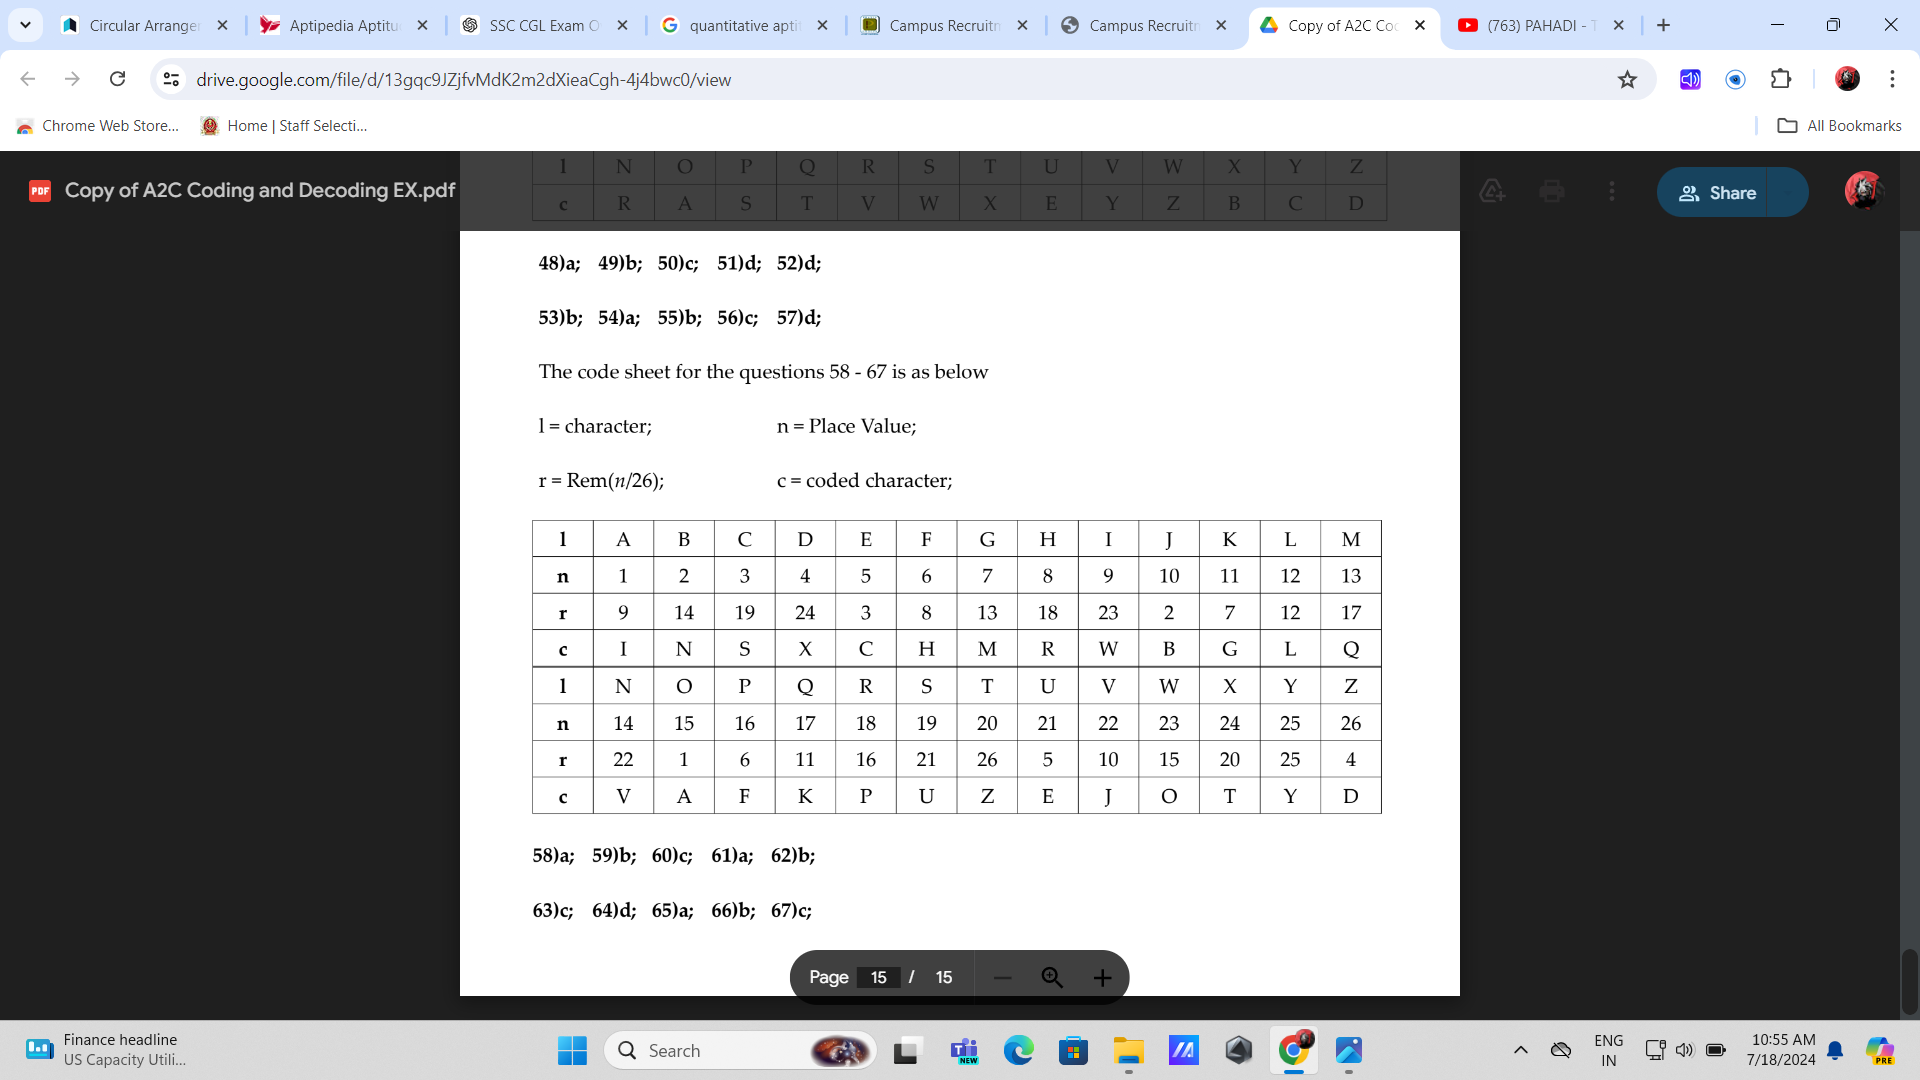 Circular Arranger
Aptipedia Aptitu
SSC CGL Exam O
quantitative apti
Campus Recruitn
Campus Recruitn
Copy of A2C Coc
(763) PAHADI - T
drive.google.com/file/d/13gqc9JZjfvMdK2m2dXieaCgh-4j4bwc0/view
Chrome Web Store...
Home | Staff Selecti...
All Bookmarks
PDF
Copy of A2C Coding and Decoding EX.pdf
Share
l N O P Q R S T U V W X Y Z
c R A S T V W X E Y Z B C D
48)a; 49)b; 50)c; 51)d; 52)d;
53)b; 54)a; 55)b; 56)c; 57)d;
The code sheet for the questions 58 - 67 is as below
l = character; n = Place Value;
r = Rem(n/26); c = coded character;
l A B C D E F G H I J K L M
n 1 2 3 4 5 6 7 8 9 10 11 12 13
r 9 14 19 24 3 8 13 18 23 2 7 12 17
c I N S X C H M R W B G L Q
l N O P Q R S T U V W X Y Z
n 14 15 16 17 18 19 20 21 22 23 24 25 26
r 22 1 6 11 16 21 26 5 10 15 20 25 4
c V A F K P U Z E J O T Y D
58)a; 59)b; 60)c; 61)a; 62)b;
63)c; 64)d; 65)a; 66)b; 67)c;
Page 15 / 15
Finance headline
US Capacity Utili...
Search
NEW
ENG
IN
10:55 AM
7/18/2024
PRE